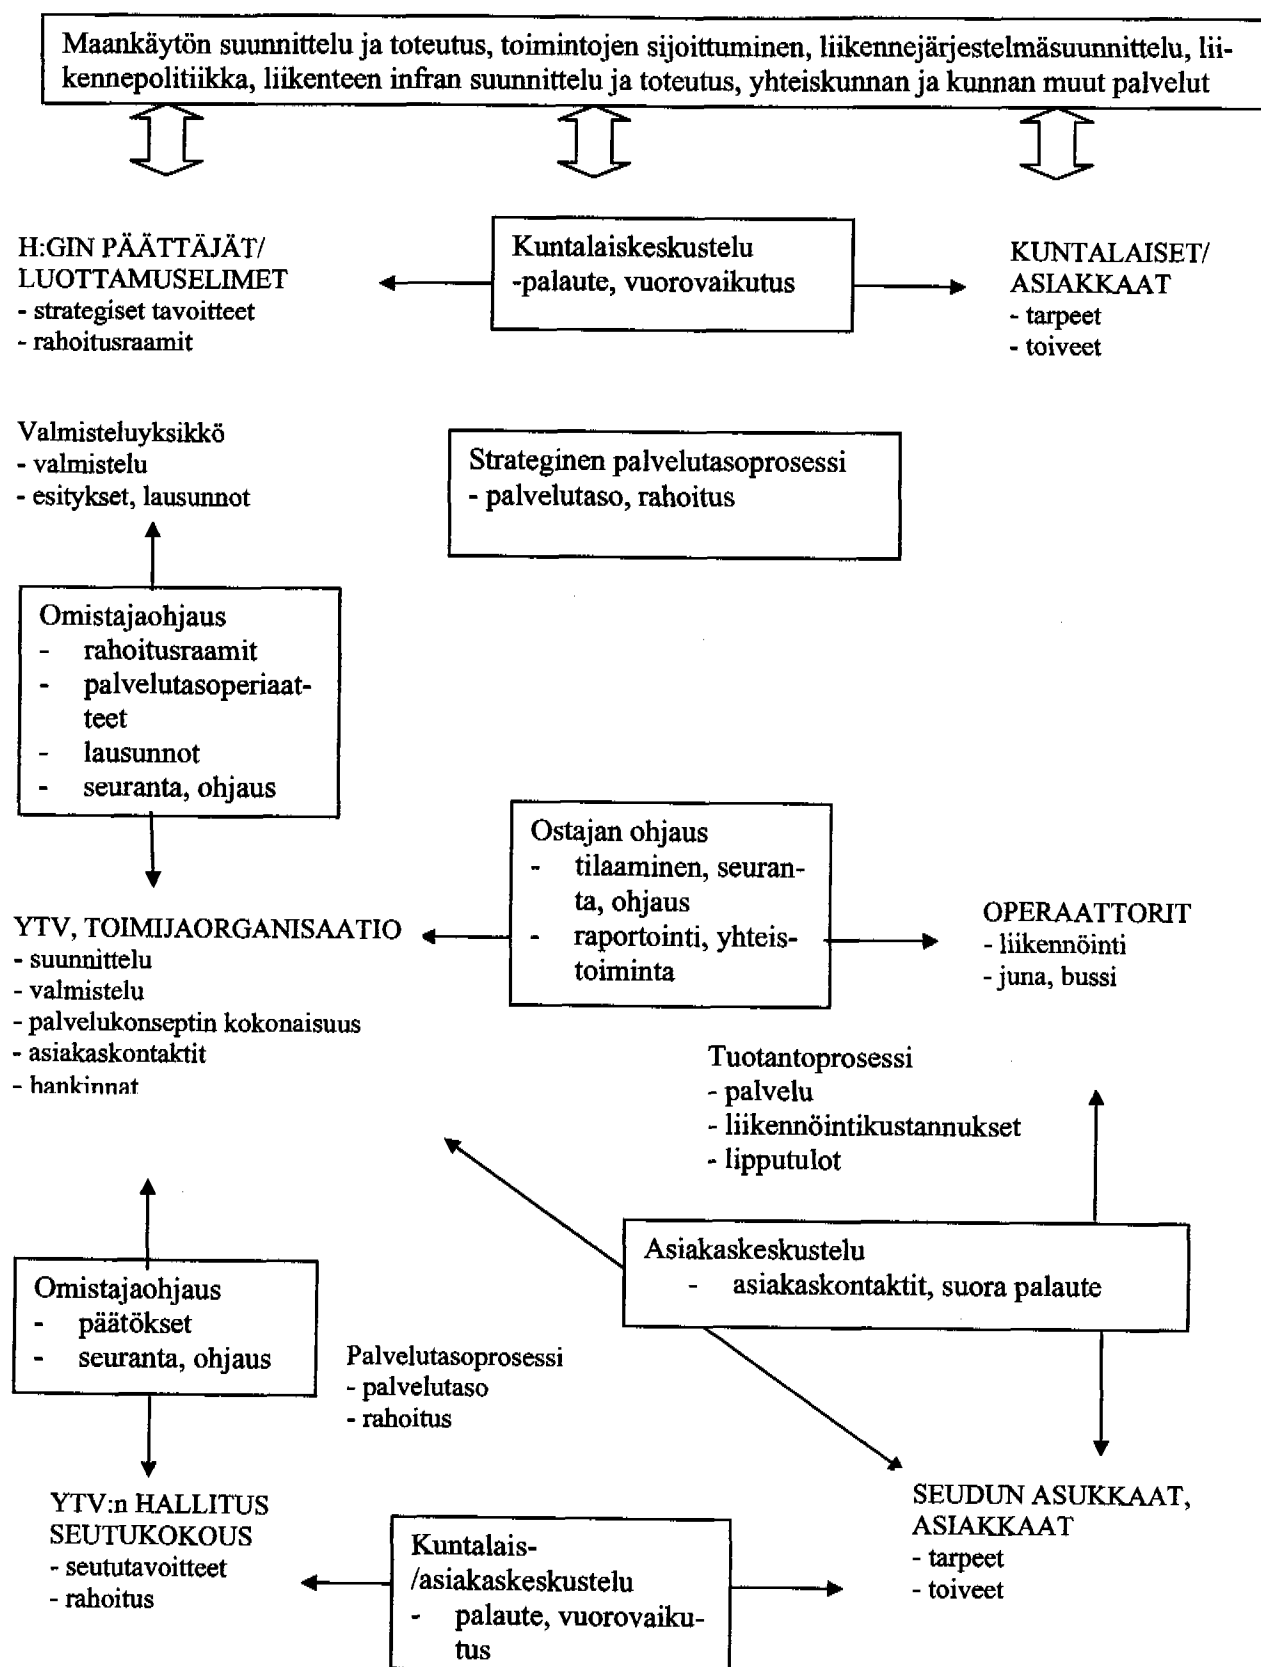 Maankäytön suunnittelu ja toteutus, toimintojen sijoittuminen, liikennejärjestelmäsuunnittelu, lii-
kennepolitiikka, liikenteen infran suunnittelu ja toteutus, yhteiskunnan ja kunnan muut palvelut
H:GIN PÄÄTTÄJÄT/
LUOTTAMUSELIMET
- strategiset tavoitteet
- rahoitusraamit
Kuntalaiskeskustelu
-palaute, vuorovaikutus
KUNTALAISET/
ASIAKKAAT
- tarpeet
- toiveet
Valmisteluyksikkö
- valmistelu
- esitykset, lausunnot
Strateginen palvelutasoprosessi
- palvelutaso, rahoitus
Omistajaohjaus
- rahoitusraamit
- palvelutasoperiaat-
teet
- lausunnot
- seuranta, ohjaus
Ostajan ohjaus
- tilaaminen, seuran-
ta, ohjaus
- raportointi, yhteis-
toiminta
YTV, TOIMIJAORGANISAATIO
- suunnittelu
- valmistelu
- palvelukonseptin kokonaisuus
- asiakaskontaktit
- hankinnat
OPERAATTORIT
- liikennöinti
- juna, bussi
Tuotantoprosessi
- palvelu
- liikennöintikustannukset
- lipputulot
Asiakaskeskustelu
- asiakaskontaktit, suora palaute
Omistajaohjaus
- päätökset
- seuranta, ohjaus
Palvelutasoprosessi
- palvelutaso
- rahoitus
YTV:n HALLITUS
SEUTUKOKOUS
- seututavoitteet
- rahoitus
Kuntalais-
/asiakaskeskustelu
- palaute, vuorovaiku-
tus
SEUDUN ASUKKAAT,
ASIAKKAAT
- tarpeet
- toiveet